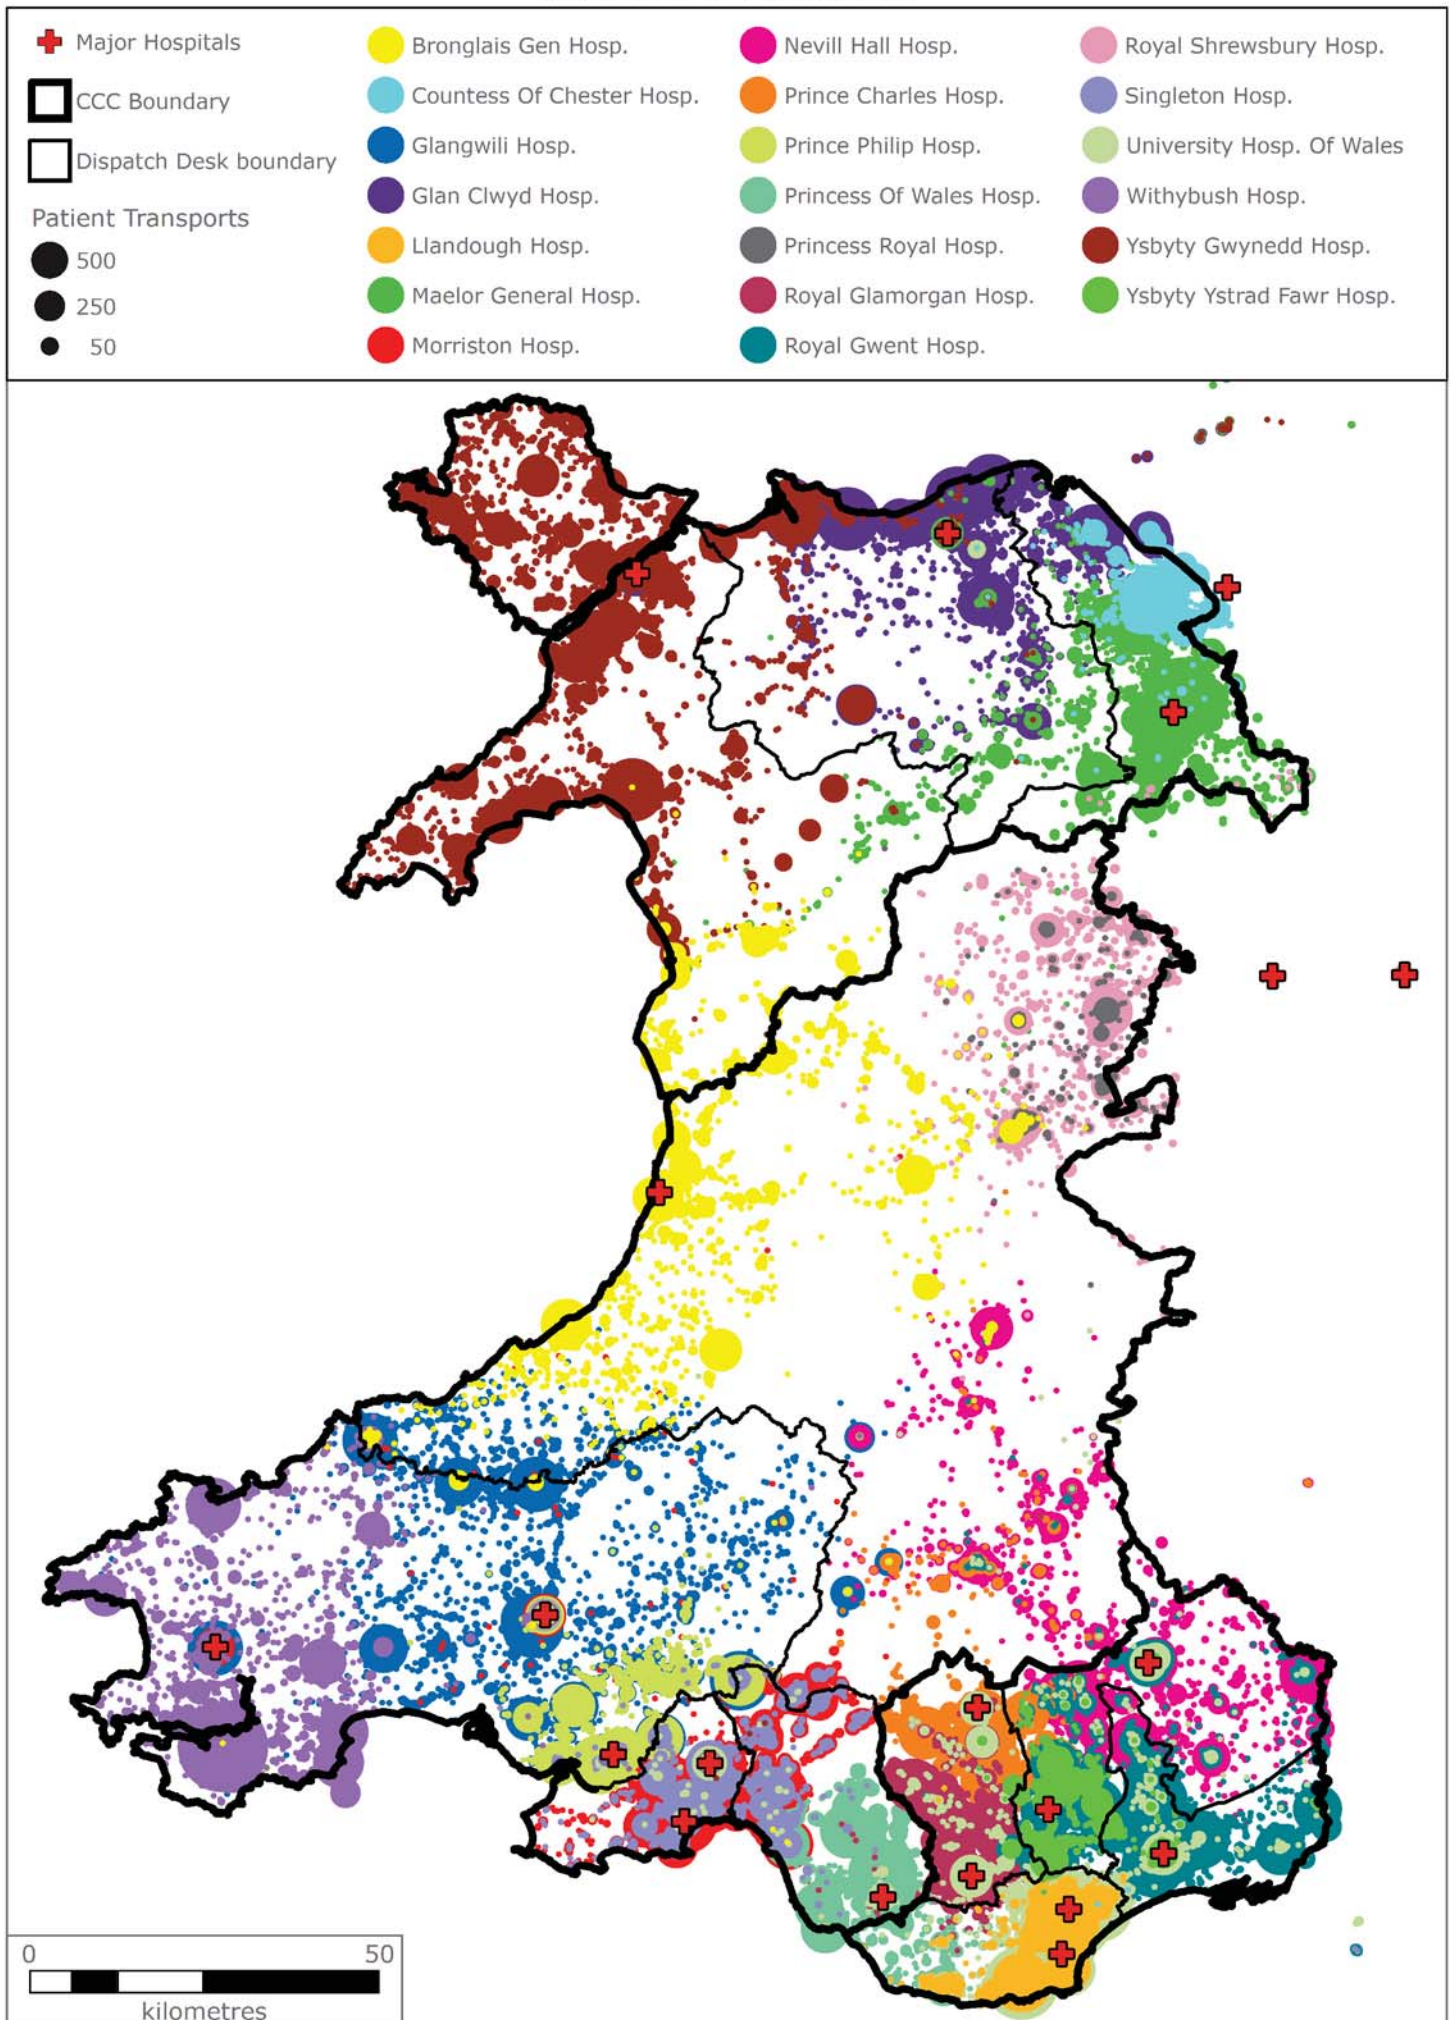 Major Hospitals
CCC Boundary
Dispatch Desk boundary
Patient Transports
500
250
50
Bronglais Gen Hosp.
Countess Of Chester Hosp.
Glangwili Hosp.
Glan Clwyd Hosp.
Llandough Hosp.
Maelor General Hosp.
Morriston Hosp.
Nevill Hall Hosp.
Prince Charles Hosp.
Prince Philip Hosp.
Princess Of Wales Hosp.
Princess Royal Hosp.
Royal Glamorgan Hosp.
Royal Gwent Hosp.
Royal Shrewsbury Hosp.
Singleton Hosp.
University Hosp. Of Wales
Withybush Hosp.
Ysbyty Gwynedd Hosp.
Ysbyty Ystrad Fawr Hosp.
0 50
kilometres